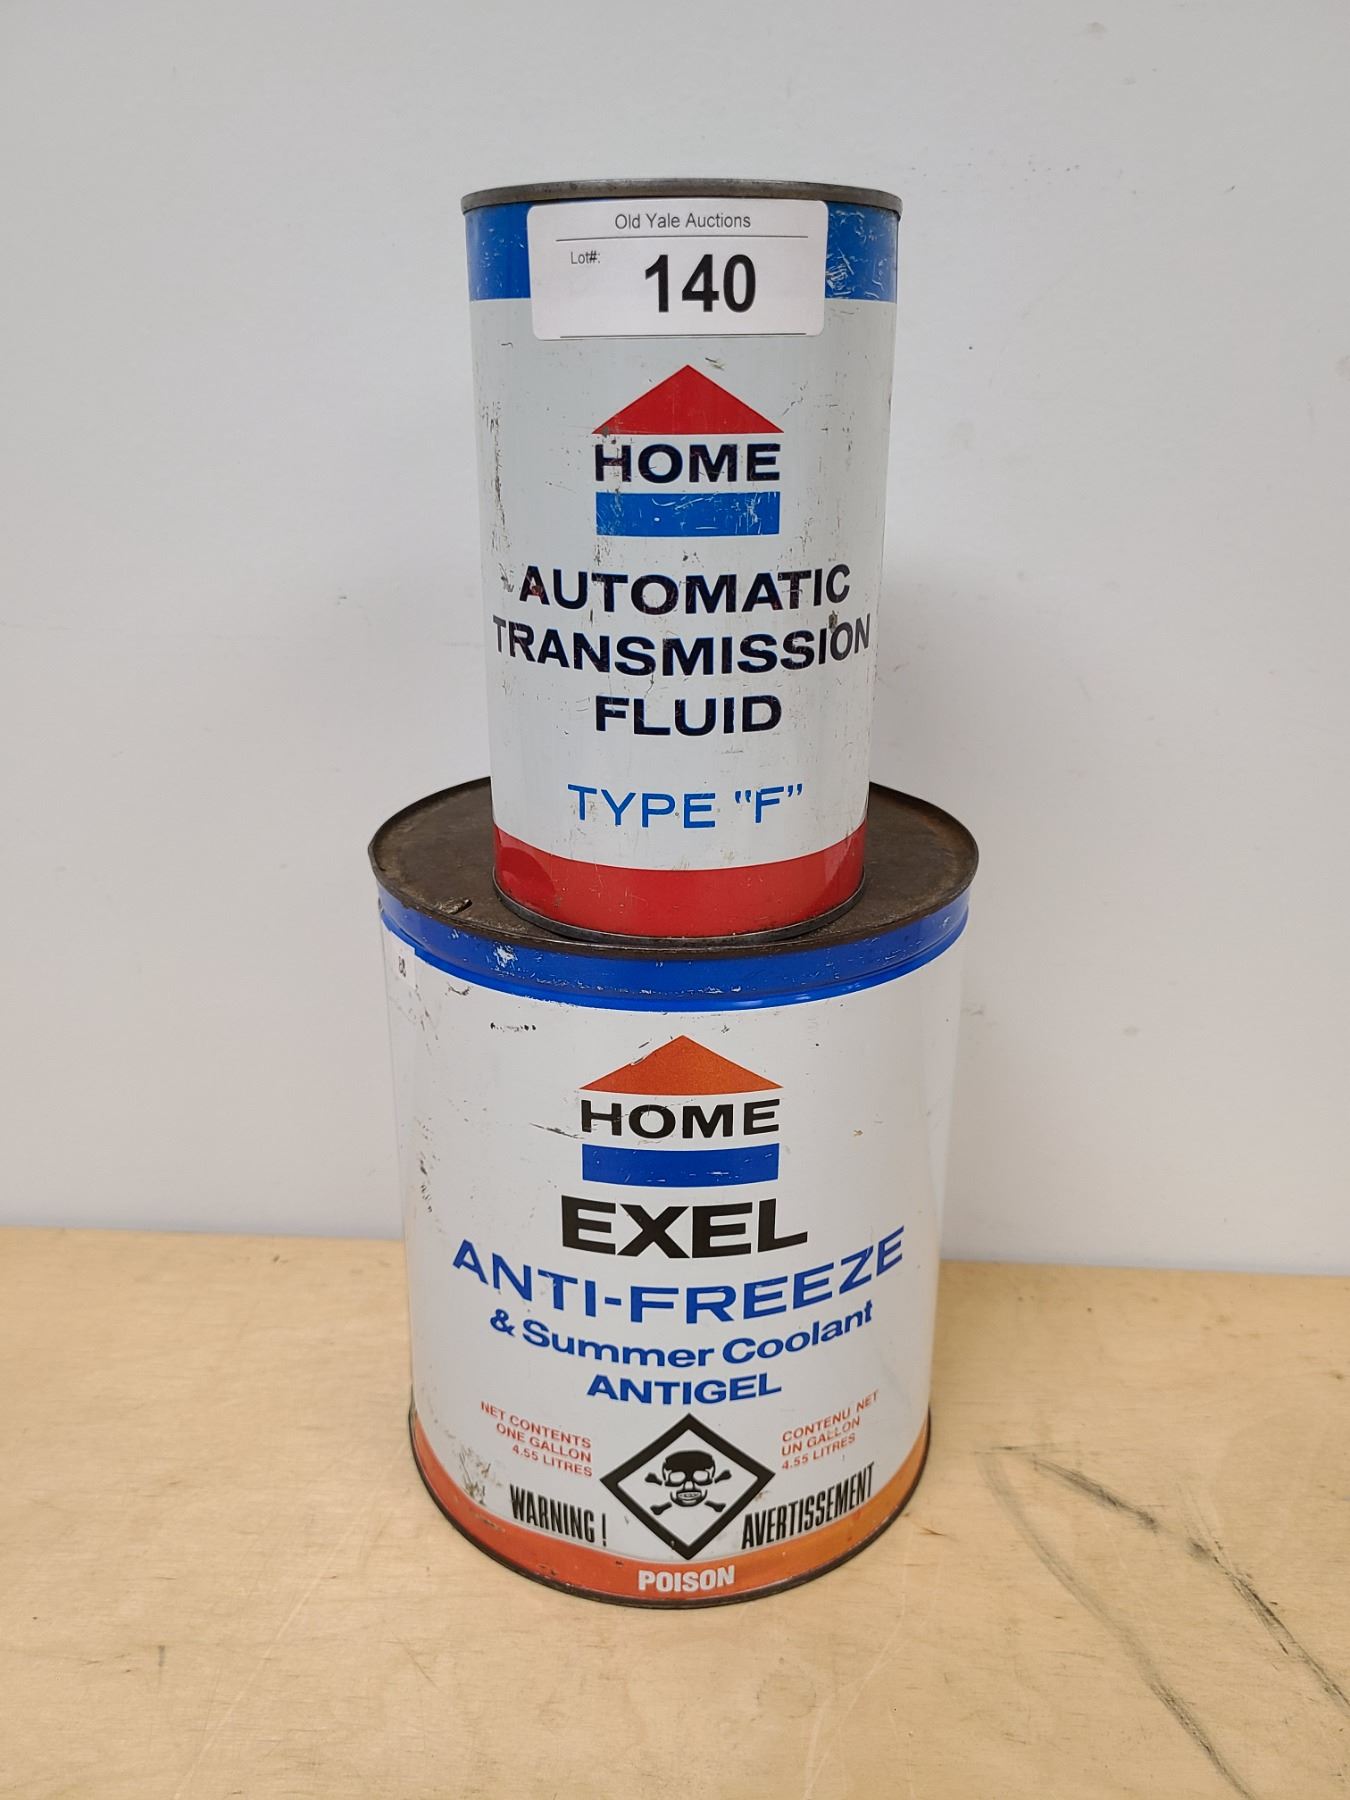 Old Yale Auctions
Lot#:
140
HOME
AUTOMATIC
TRANSMISSION
FLUID
TYPE "F"
HOME
EXEL
ANTI-FREEZE
& Summer Coolant
ANTIGEL
NET CONTENTS
ONE GALLON
4.55 LITRES
CONTENU NET
UN GALLON
4.55 LITRES
WARNING !
AVERTISSEMENT
POISON